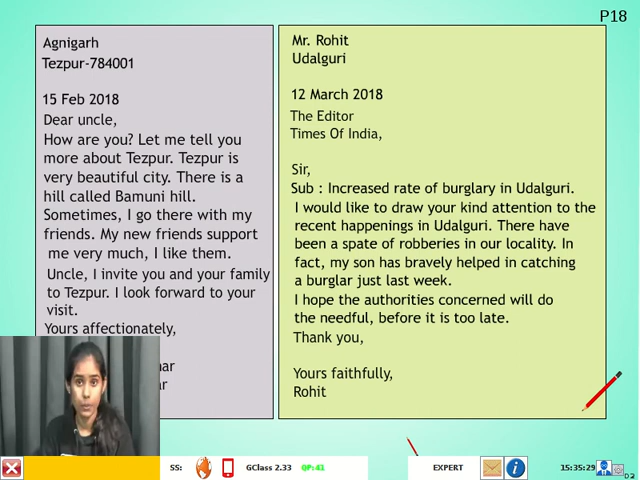 P18
Agnigarh
Tezpur-784001
15 Feb 2018
Dear uncle,
How are you? Let me tell you
more about Tezpur. Tezpur is
very beautiful city. There is a
hill called Bamuni hill.
Sometimes, I go there with my
friends. My new friends support
me very much, I like them.
Uncle, I invite you and your family
to Tezpur. I look forward to your
visit.
Yours affectionately,
Mr. Rohit
Udalguri
12 March 2018
The Editor
Times Of India,
Sir,
Sub : Increased rate of burglary in Udalguri.
I would like to draw your kind attention to the
recent happenings in Udalguri. There have
been a spate of robberies in our locality. In
fact, my son has bravely helped in catching
a burglar just last week.
I hope the authorities concerned will do
the needful, before it is too late.
Thank you,
Yours faithfully,
Rohit
SS: GClass 2.33 QP:41 EXPERT 15:35:29